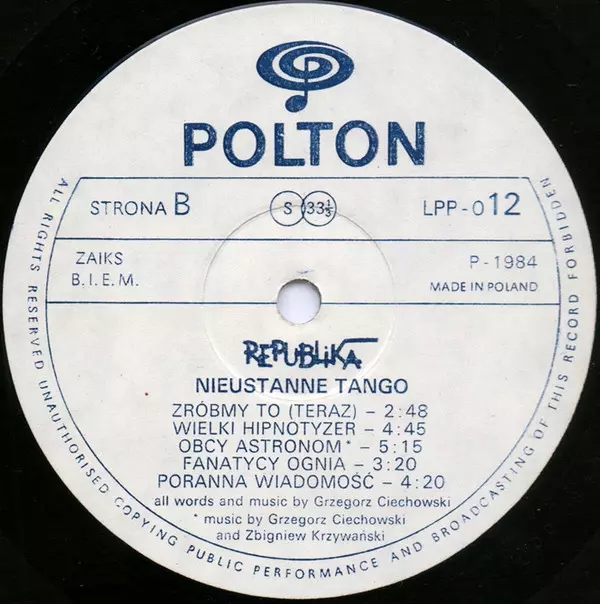 POLTON
STRONA B S 33⅓ LPP-012
ZAIKS P-1984
B.I.E.M. MADE IN POLAND
REPUBLIKA
NIEUSTANNE TANGO
ZRÓBMY TO (TERAZ) – 2:48
WIELKI HIPNOTYZER – 4:45
OBCY ASTRONOM* – 5:15
FANATYCY OGNIA – 3:20
PORANNA WIADOMOŚĆ – 4:20
all words and music by Grzegorz Ciechowski
* music by Grzegorz Ciechowski
and Zbigniew Krzywański
ALL RIGHTS RESERVED UNAUTHORISED COPYING PUBLIC PERFORMANCE AND BROADCASTING OF THIS RECORD FORBIDDEN